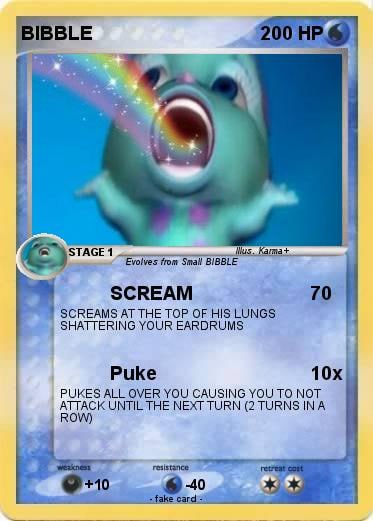 BIBBLE 200 HP
STAGE 1
Illus. Karma+
Evolves from Small BIBBLE
SCREAM 70
SCREAMS AT THE TOP OF HIS LUNGS
SHATTERING YOUR EARDRUMS
Puke 10x
PUKES ALL OVER YOU CAUSING YOU TO NOT
ATTACK UNTIL THE NEXT TURN (2 TURNS IN A
ROW)
weakness resistance retreat cost
+10 -40
- fake card -